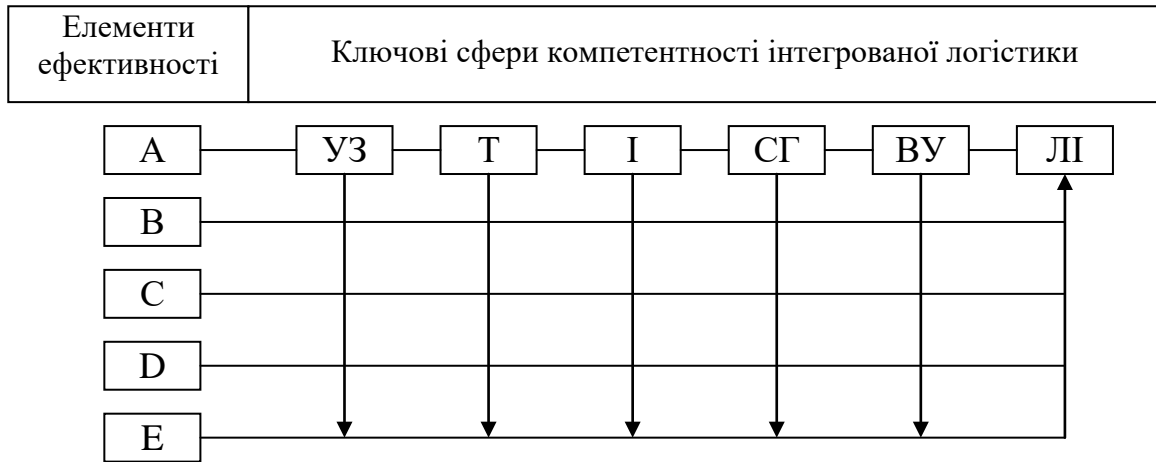 Елементи
ефективності
Ключові сфери компетентності інтегрованої логістики
А УЗ Т І СГ ВУ ЛІ
В
С
D
Е